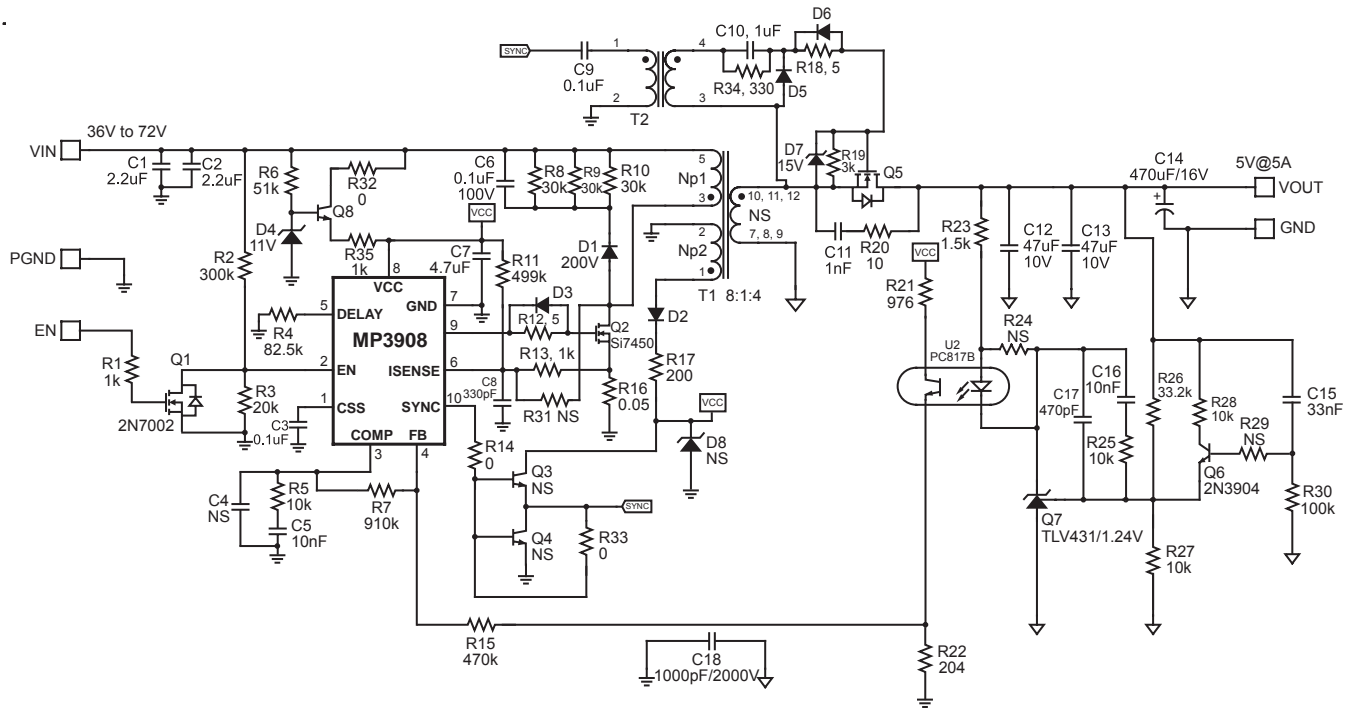 D6
C10, 1uF
SYNC
1
4
C9
0.1uF
R34, 330
R18, 5
D5
2
3
T2
36V to 72V
VIN
C1
2.2uF
C2
2.2uF
R6
51k
R32
0
Q8
D4
11V
R35
1k
R2
300k
C6
0.1uF
100V
R8
30k
R9
30k
R10
30k
VCC
C7
4.7uF
R11
499k
D1
200V
5
Np1
3
2
Np2
1
10, 11, 12
NS
7, 8, 9
T1 8:1:4
D7
15V
R19
3k
Q5
C11
1nF
R20
10
C14
470uF/16V
5V@5A
VOUT
GND
R23
1.5k
C12
47uF
10V
C13
47uF
10V
VCC
R21
976
PGND
EN
R1
1k
Q1
2N7002
R3
20k
R4
82.5k
C3
0.1uF
8
VCC
5
DELAY
GND
7
MP3908
9
2
EN
ISENSE
6
1
CSS
SYNC
10
COMP
FB
3
4
D3
R12, 5
Q2
Si7450
R13, 1k
C8
330pF
R31 NS
R16
0.05
D2
R17
200
VCC
D8
NS
R14
0
Q3
NS
SYNC
Q4
NS
R33
0
C4
NS
R5
10k
C5
10nF
R7
910k
U2
PC817B
R24
NS
C17
470pF
C16
10nF
R25
10k
R26
33.2k
R28
10k
R29
NS
C15
33nF
Q6
2N3904
R30
100k
Q7
TLV431/1.24V
R27
10k
R15
470k
C18
1000pF/2000V
R22
204